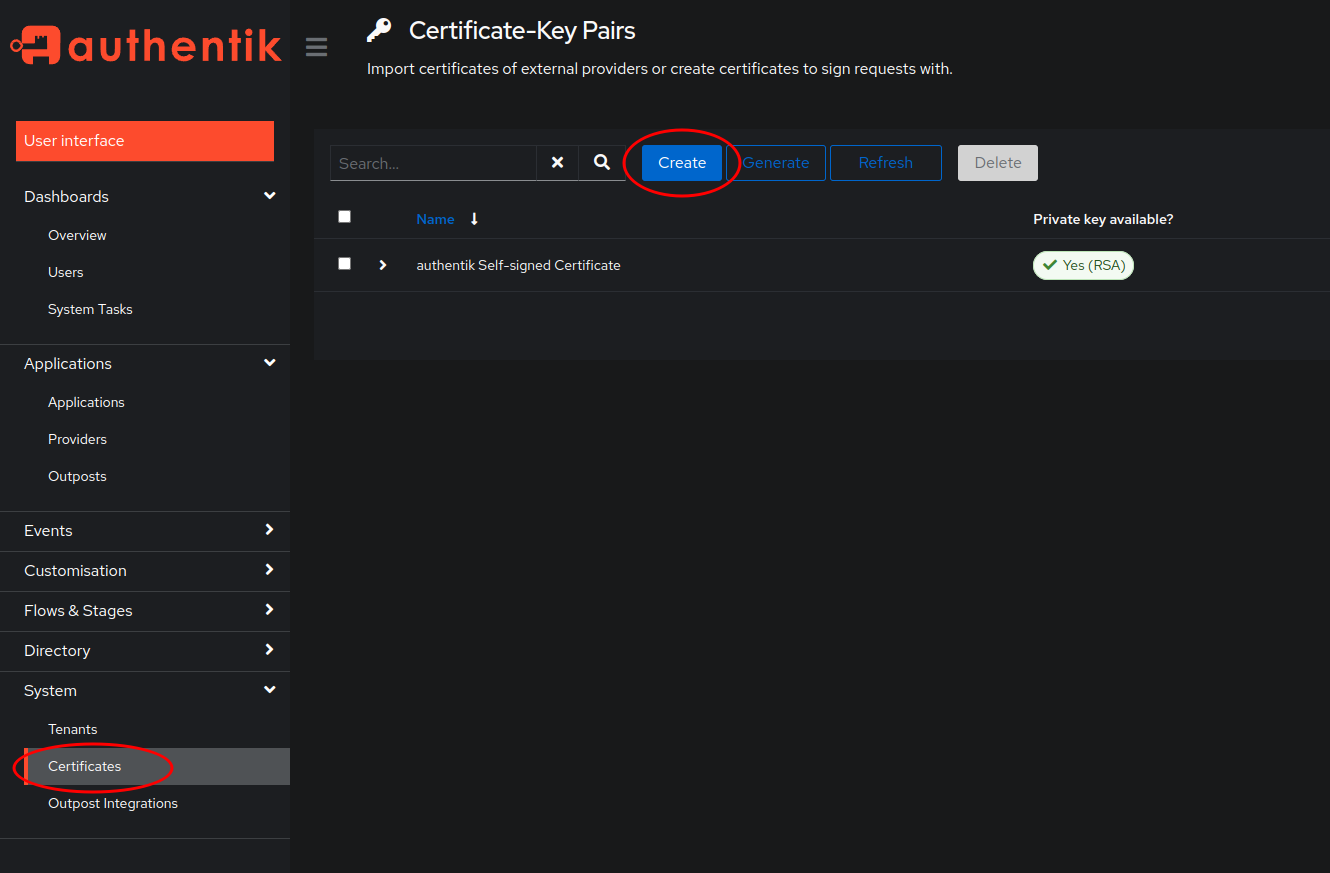 authentik
User interface
Dashboards
Overview
Users
System Tasks
Applications
Applications
Providers
Outposts
Events
Customisation
Flows & Stages
Directory
System
Tenants
Certificates
Outpost Integrations
Certificate-Key Pairs
Import certificates of external providers or create certificates to sign requests with.
Search... Create Generate Refresh Delete
Name Private key available?
authentik Self-signed Certificate Yes (RSA)